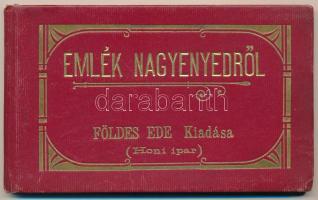 EMLÉK NAGYENYEDRŐL
darabanth
FÖLDES EDE Kiadása
(Honi ipar)